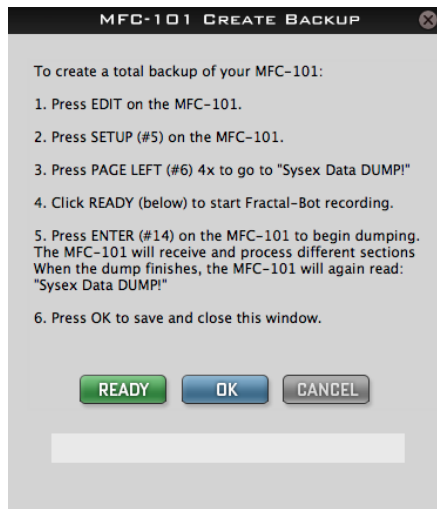 MFC-101 CREATE BACKUP
To create a total backup of your MFC-101:
1. Press EDIT on the MFC-101.
2. Press SETUP (#5) on the MFC-101.
3. Press PAGE LEFT (#6) 4x to go to "Sysex Data DUMP!"
4. Click READY (below) to start Fractal-Bot recording.
5. Press ENTER (#14) on the MFC-101 to begin dumping.
The MFC-101 will receive and process different sections
When the dump finishes, the MFC-101 will again read:
"Sysex Data DUMP!"
6. Press OK to save and close this window.
READY OK CANCEL